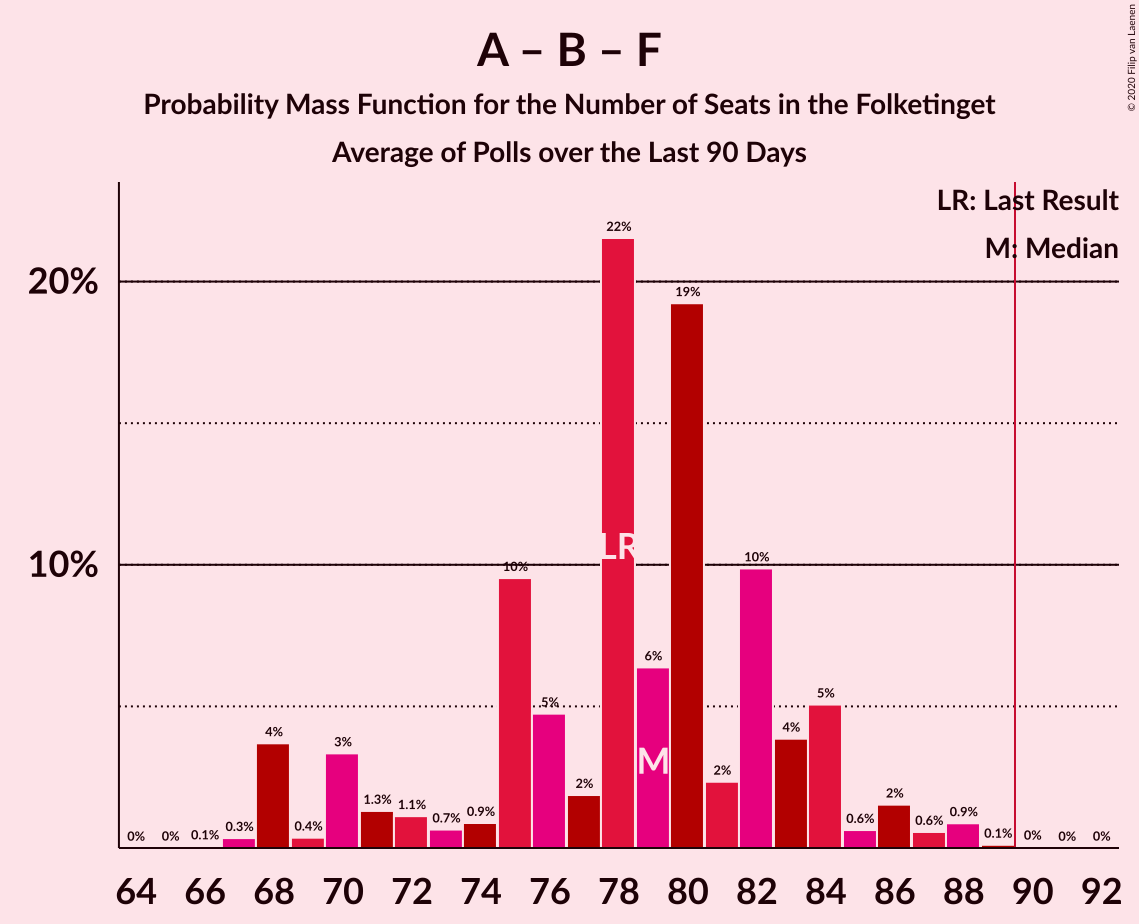 A – B – F
Probability Mass Function for the Number of Seats in the Folketinget
Average of Polls over the Last 90 Days
© 2020 Filip van Laenen
LR: Last Result
M: Median
20%
10%
0% 0% 0.1% 0.3% 4% 0.4% 3% 1.3% 1.1% 0.7% 0.9% 10% 5% 2% 22% 6% 19% 2% 10% 4% 5% 0.6% 2% 0.6% 0.9% 0.1% 0% 0% 0%
LR
M
64 66 68 70 72 74 76 78 80 82 84 86 88 90 92